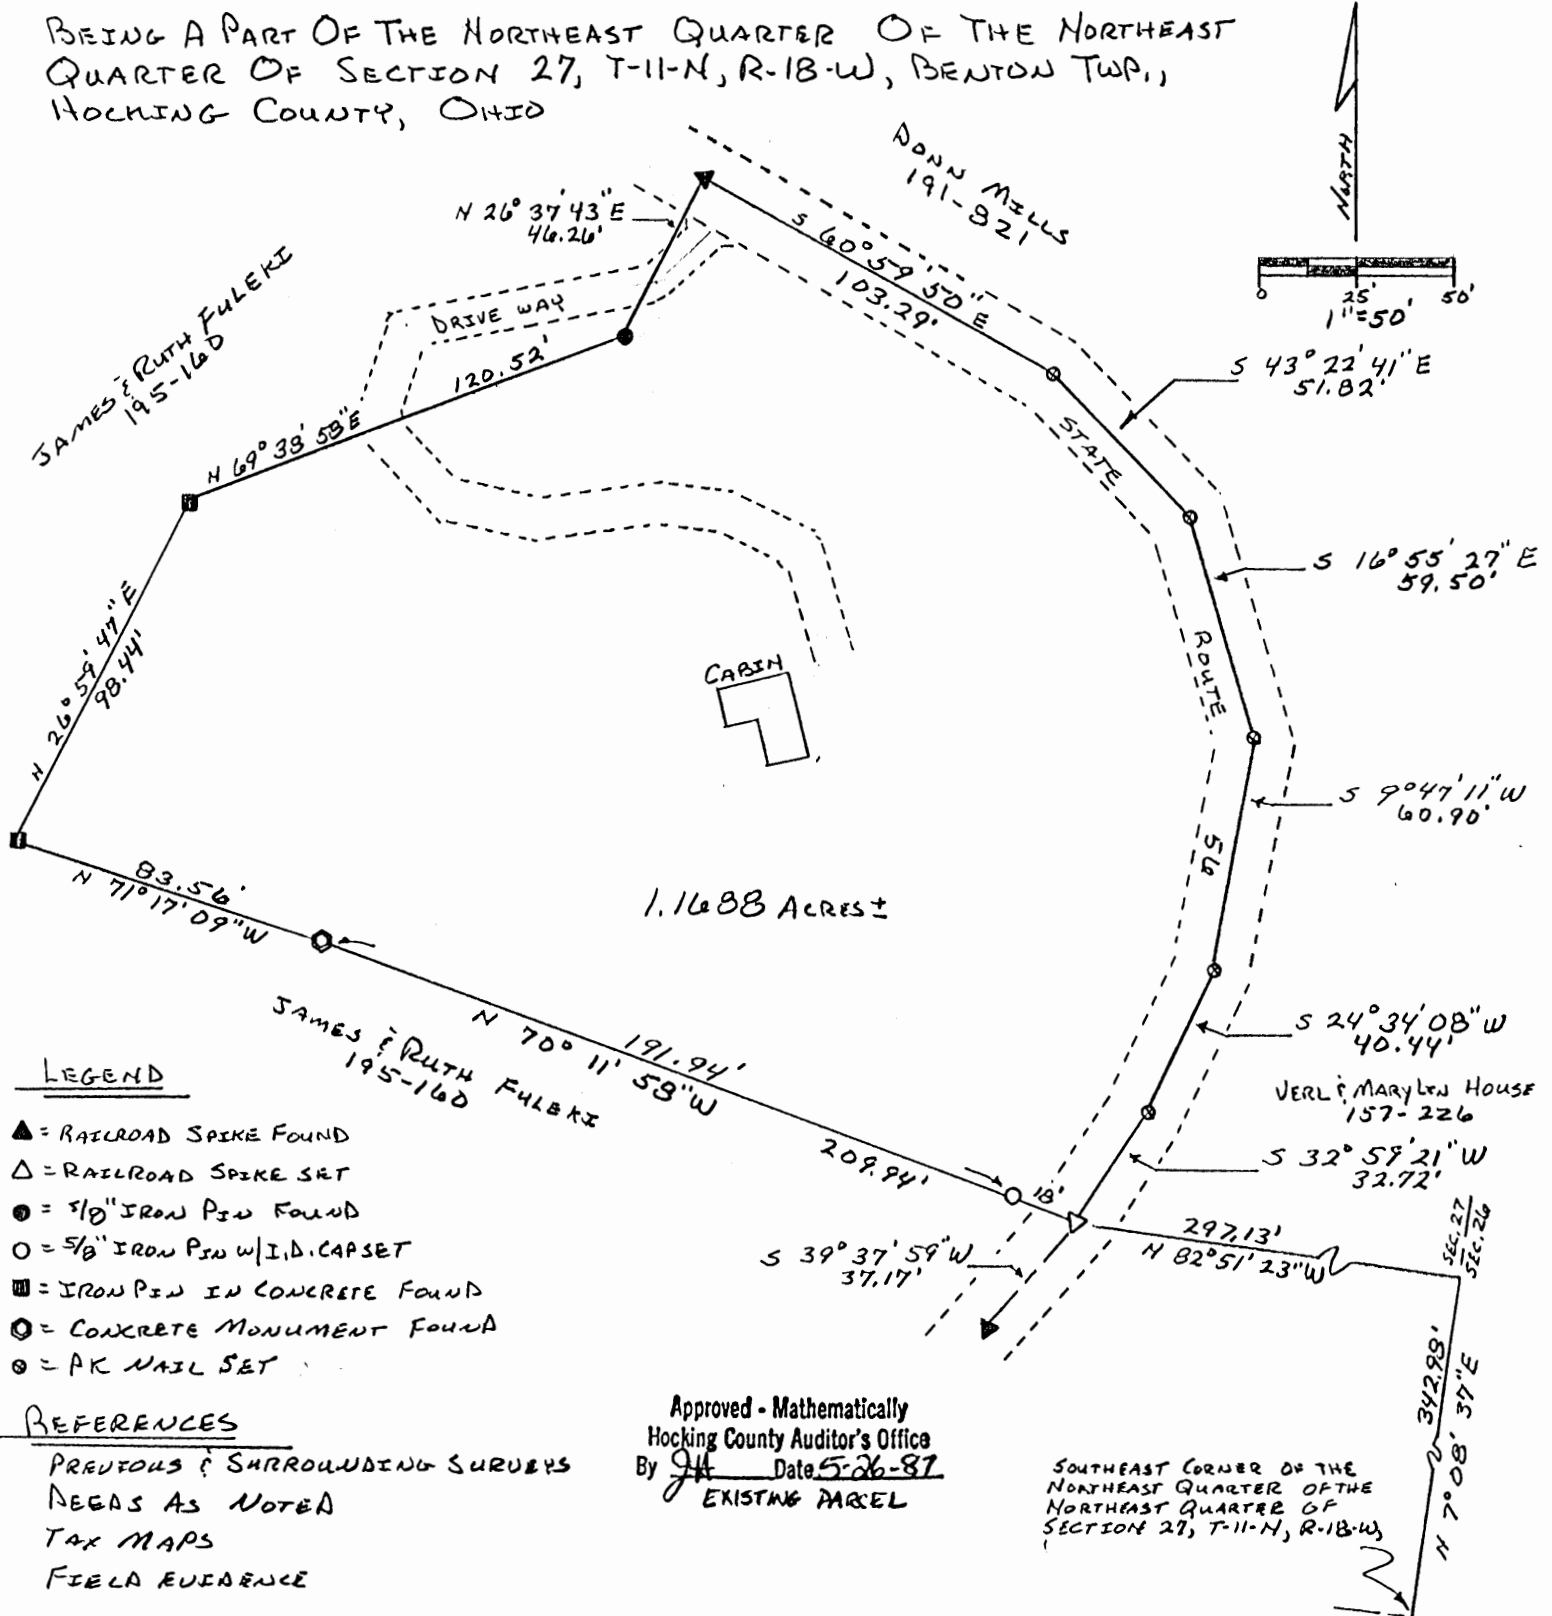 BEING A PART OF THE NORTHEAST QUARTER OF THE NORTHEAST
QUARTER OF SECTION 27, T-11-N, R-18-W, BENTON TWP.,
HOCKING COUNTY, OHIO
NORTH
0 25' 50'
1"=50'
DONN MILLS
191-821
N 26° 37' 43" E
46.26'
S 60° 59' 50" E
103.29'
JAMES & RUTH FULEKI
195-160
DRIVE WAY
120.52'
N 69° 38' 58" E
S 43° 22' 41" E
51.82'
STATE
S 16° 55' 27" E
59.50'
N 26° 59' 47" E
98.44'
ROUTE
CABIN
S 9° 47' 11" W
60.90'
56
83.56'
N 71° 17' 09" W
1.1688 ACRES ±
191.94'
N 70° 11' 58" W
JAMES & RUTH FULEKI
195-160
S 24° 34' 08" W
40.44'
VERL & MARYLIN HOUSE
157-226
S 32° 59' 21" W
32.72'
209.94'
18'
S 39° 37' 59" W
37.17'
297.13'
N 82° 51' 23" W
SEC. 27
SEC. 26
342.98'
N 7° 08' 37" E
LEGEND
▲ = RAILROAD SPIKE FOUND
△ = RAILROAD SPIKE SET
● = 5/8" IRON PIN FOUND
○ = 5/8" IRON PIN W/I.D. CAP SET
= IRON PIN IN CONCRETE FOUND
= CONCRETE MONUMENT FOUND
= PK NAIL SET
REFERENCES
PREVIOUS & SURROUNDING SURVEYS
DEEDS AS NOTED
TAX MAPS
FIELD EVIDENCE
Approved - Mathematically
Hocking County Auditor's Office
By JH Date 5-26-87
EXISTING PARCEL
SOUTHEAST CORNER OF THE
NORTHEAST QUARTER OF THE
NORTHEAST QUARTER OF
SECTION 27, T-11-N, R-18-W,